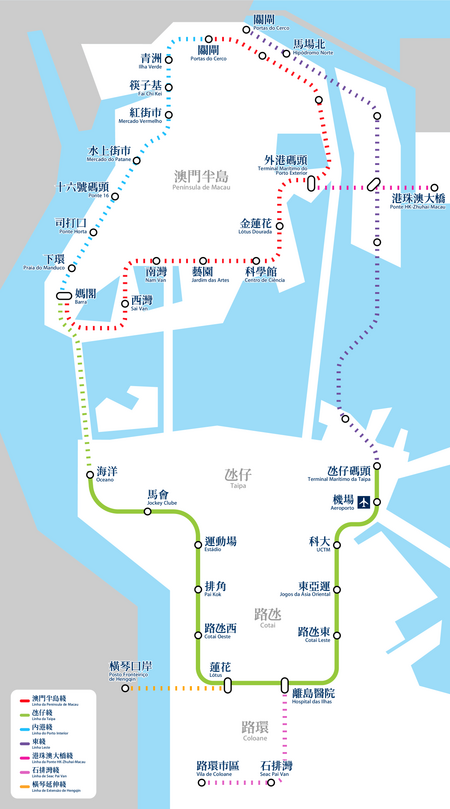 關閘
Portas do Cerco
馬場北
Hipódromo Norte
關閘
Portas do Cerco
青洲
Ilha Verde
筷子基
Fai Chi Kei
紅街市
Mercado Vermelho
水上街市
Mercado do Patane
十六號碼頭
Ponte 16
司打口
Ponte Horta
下環
Praia do Manduco
媽閣
Barra
西灣
Sai Van
南灣
Nam Van
藝園
Jardim das Artes
科學館
Centro de Ciência
金蓮花
Lótus Dourada
外港碼頭
Terminal Marítimo do
Porto Exterior
港珠澳大橋
Ponte HK-Zhuhai-Macau
澳門半島
Península de Macau
海洋
Oceano
馬會
Jockey Clube
運動場
Estádio
排角
Pai Kok
路氹西
Cotai Oeste
蓮花
Lótus
氹仔
Taipa
氹仔碼頭
Terminal Marítimo da Taipa
機場
Aeroporto
科大
UCTM
東亞運
Jogos da Ásia Oriental
路氹東
Cotai Leste
離島醫院
Hospital das Ilhas
路氹
Cotai
橫琴口岸
Posto Fronteiriço
de Hengqin
路環
Coloane
路環市區
Vila de Coloane
石排灣
Seac Pai Van
澳門半島綫
Linha da Península de Macau
氹仔綫
Linha da Taipa
內港綫
Linha do Porto Interior
東綫
Linha Leste
港珠澳大橋綫
Linha da Ponte HK-Zhuhai-Macau
石排灣綫
Linha de Seac Pai Van
橫琴延伸綫
Linha de Extensão de Hengqin